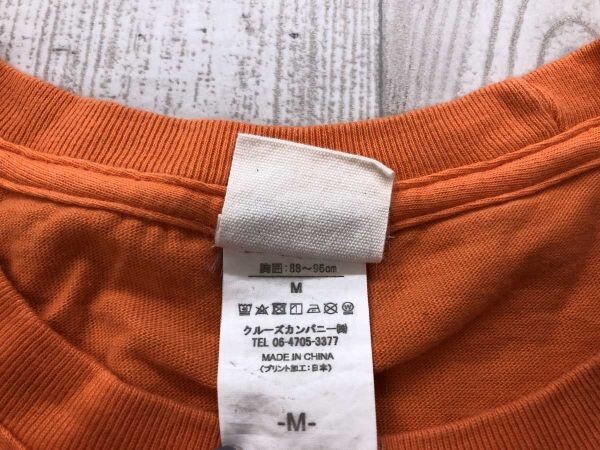 胸囲:88～96cm
M
クルーズカンパニー㈱
TEL 06-4705-3377
MADE IN CHINA
〈プリント加工:日本〉
-M-